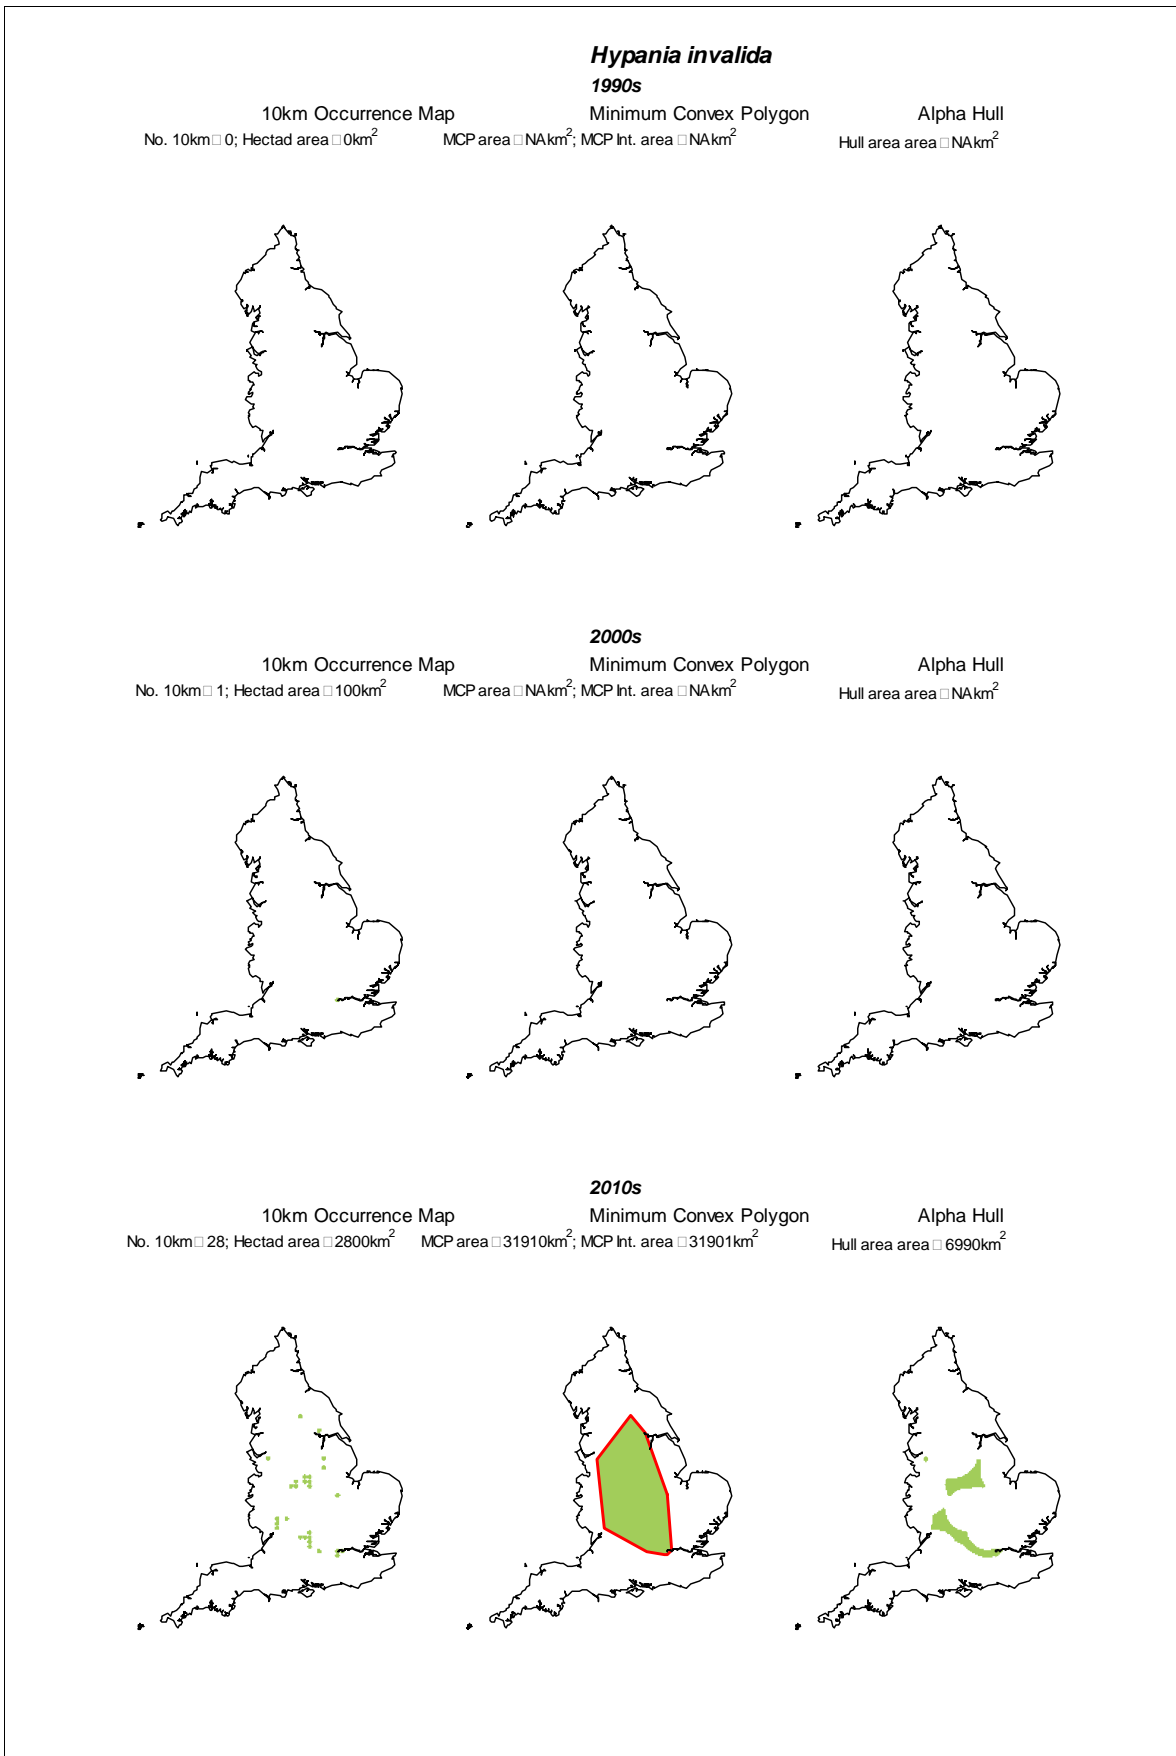 Hypania invalida
1990s
10km Occurrence Map Minimum Convex Polygon Alpha Hull
No. 10km□0; Hectad area□0km² MCP area□NAkm²; MCP Int. area□NAkm² Hull area area□NAkm²
2000s
10km Occurrence Map Minimum Convex Polygon Alpha Hull
No. 10km□1; Hectad area□100km² MCP area□NAkm²; MCP Int. area□NAkm² Hull area area□NAkm²
2010s
10km Occurrence Map Minimum Convex Polygon Alpha Hull
No. 10km□28; Hectad area□2800km² MCP area□31910km²; MCP Int. area□31901km² Hull area area□6990km²